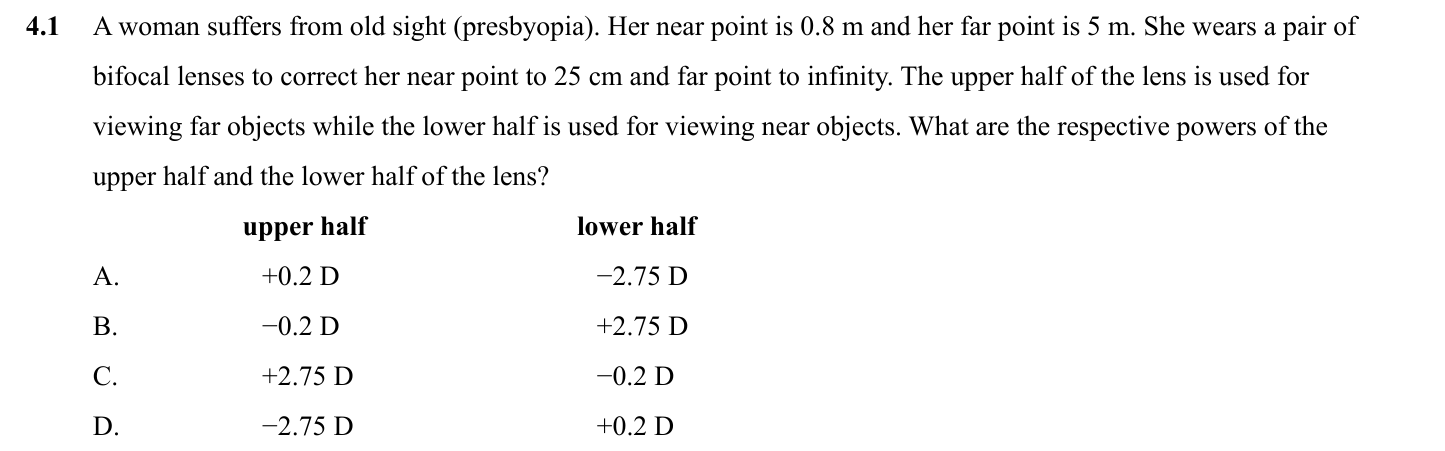 4.1 A woman suffers from old sight (presbyopia). Her near point is 0.8 m and her far point is 5 m. She wears a pair of
bifocal lenses to correct her near point to 25 cm and far point to infinity. The upper half of the lens is used for
viewing far objects while the lower half is used for viewing near objects. What are the respective powers of the
upper half and the lower half of the lens?
upper half lower half
A. +0.2 D −2.75 D
B. −0.2 D +2.75 D
C. +2.75 D −0.2 D
D. −2.75 D +0.2 D